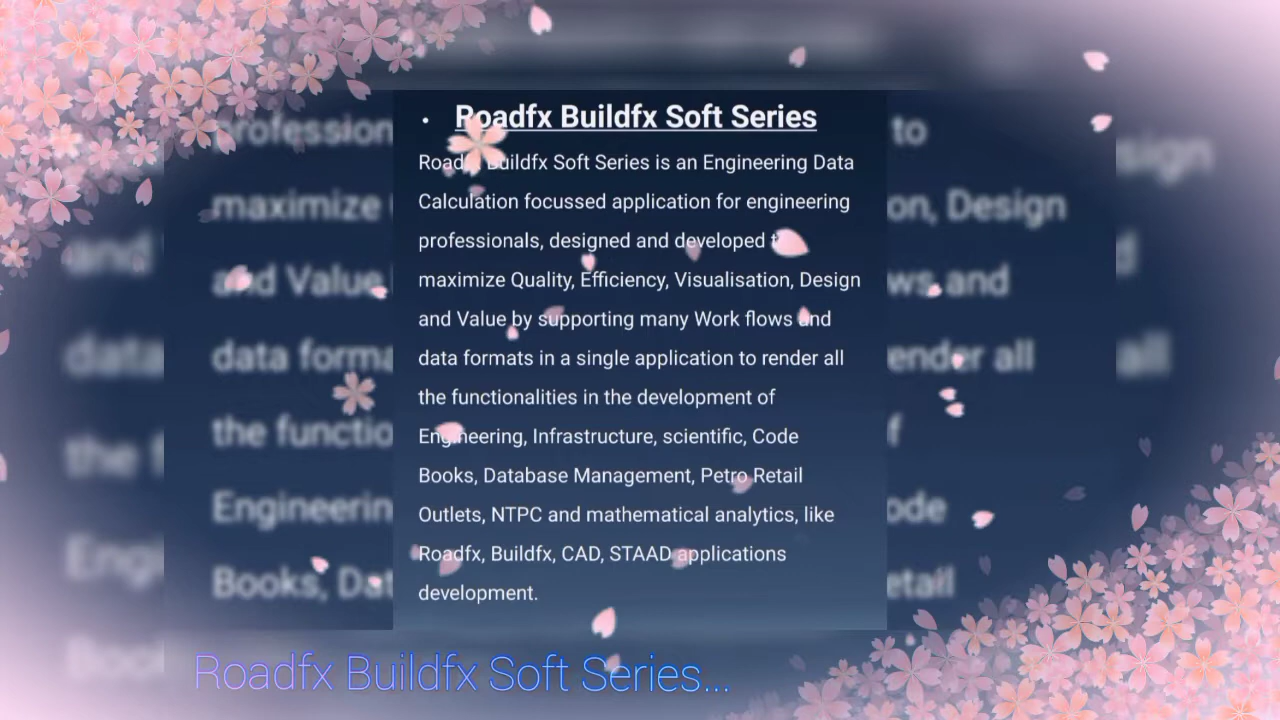 • Roadfx Buildfx Soft Series
Roadfx Buildfx Soft Series is an Engineering Data
Calculation focussed application for engineering
professionals, designed and developed to
maximize Quality, Efficiency, Visualisation, Design
and Value by supporting many Work flows and
data formats in a single application to render all
the functionalities in the development of
Engineering, Infrastructure, scientific, Code
Books, Database Management, Petro Retail
Outlets, NTPC and mathematical analytics, like
Roadfx, Buildfx, CAD, STAAD applications
development.
Roadfx Buildfx Soft Series...